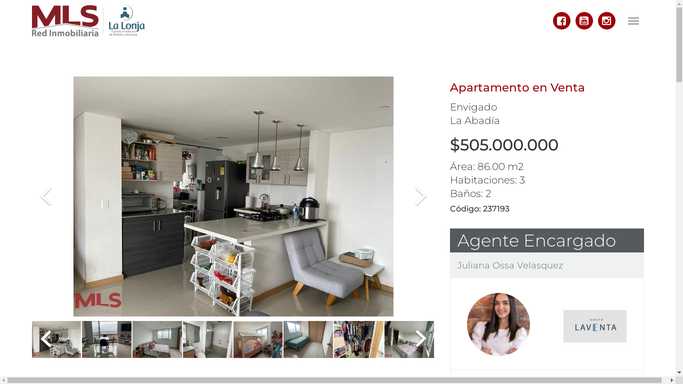 MLS
Red Inmobiliaria
La Lonja
Apartamento en Venta
Envigado
La Abadía
$505.000.000
Área: 86.00 m2
Habitaciones: 3
Baños: 2
Código: 237193
Agente Encargado
Juliana Ossa Velasquez
LAVENTA
MLS